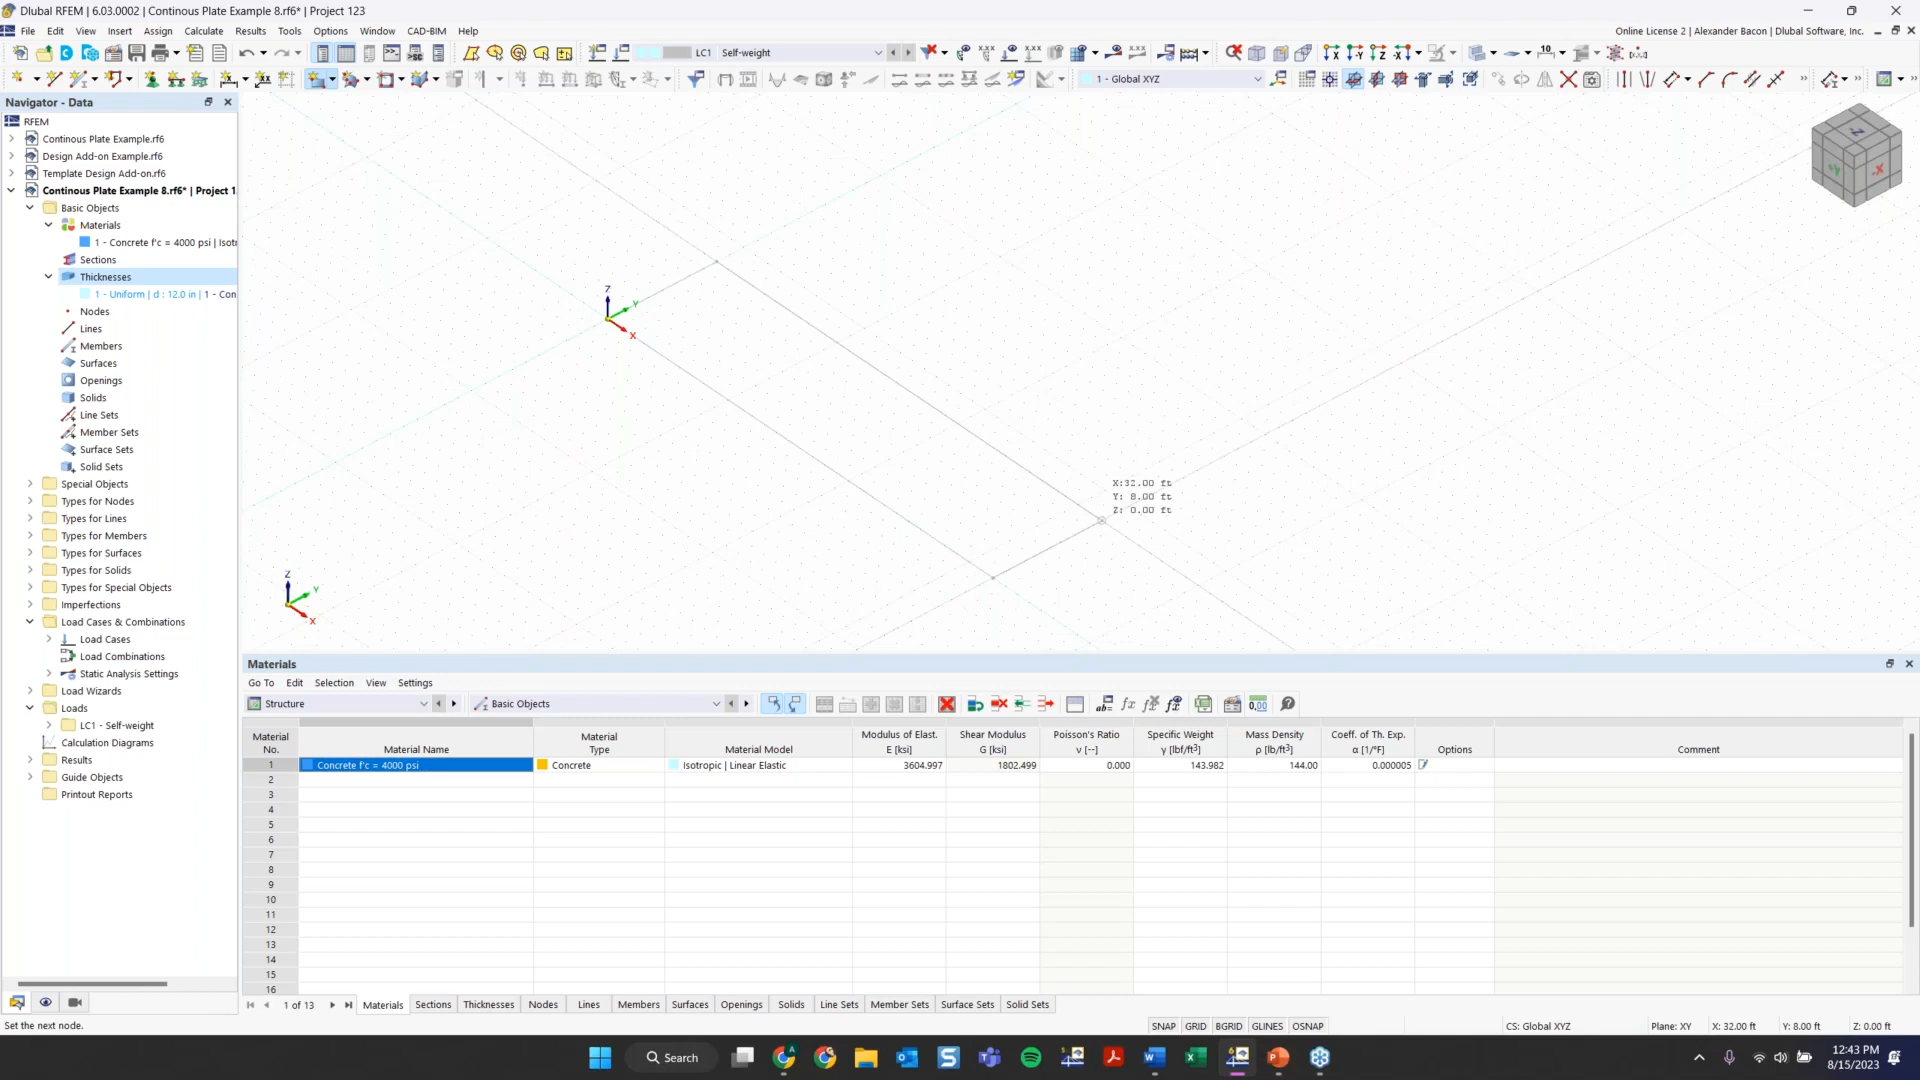 Dlubal RFEM | 6.03.0002 | Continous Plate Example 8.rf6* | Project 123
File Edit View Insert Assign Calculate Results Tools Options Window CAD-BIM Help
Online License 2 | Alexander Bacon | Dlubal Software, Inc.
LC1 Self-weight
1 - Global XYZ
Navigator - Data
RFEM
Continous Plate Example.rf6
Design Add-on Example.rf6
Template Design Add-on.rf6
Continous Plate Example 8.rf6* | Project 1
Basic Objects
Materials
1 - Concrete f'c = 4000 psi | Isotr
Sections
Thicknesses
1 - Uniform | d : 12.0 in | 1 - Con
Nodes
Lines
Members
Surfaces
Openings
Solids
Line Sets
Member Sets
Surface Sets
Solid Sets
Special Objects
Types for Nodes
Types for Lines
Types for Members
Types for Surfaces
Types for Solids
Types for Special Objects
Imperfections
Load Cases & Combinations
Load Cases
Load Combinations
Static Analysis Settings
Load Wizards
Loads
LC1 - Self-weight
Calculation Diagrams
Results
Guide Objects
Printout Reports
Z
Y
X
X:32.00 ft
Y: 8.00 ft
Z: 0.00 ft
Z
Y
X
-Z
+Y
-X
Materials
Go To Edit Selection View Settings
Structure Basic Objects
Material No. Material Name Material Type Material Model Modulus of Elast. E [ksi] Shear Modulus G [ksi] Poisson's Ratio ν [--] Specific Weight γ [lbf/ft³] Mass Density ρ [lb/ft³] Coeff. of Th. Exp. α [1/°F] Options Comment
1 Concrete f'c = 4000 psi Concrete Isotropic | Linear Elastic 3604.997 1802.499 0.000 143.982 144.00 0.000005
2
3
4
5
6
7
8
9
10
11
12
13
14
15
16
1 of 13 Materials Sections Thicknesses Nodes Lines Members Surfaces Openings Solids Line Sets Member Sets Surface Sets Solid Sets
Set the next node.
SNAP GRID BGRID GLINES OSNAP CS: Global XYZ Plane: XY X: 32.00 ft Y: 8.00 ft Z: 0.00 ft
Search
12:43 PM
8/15/2023